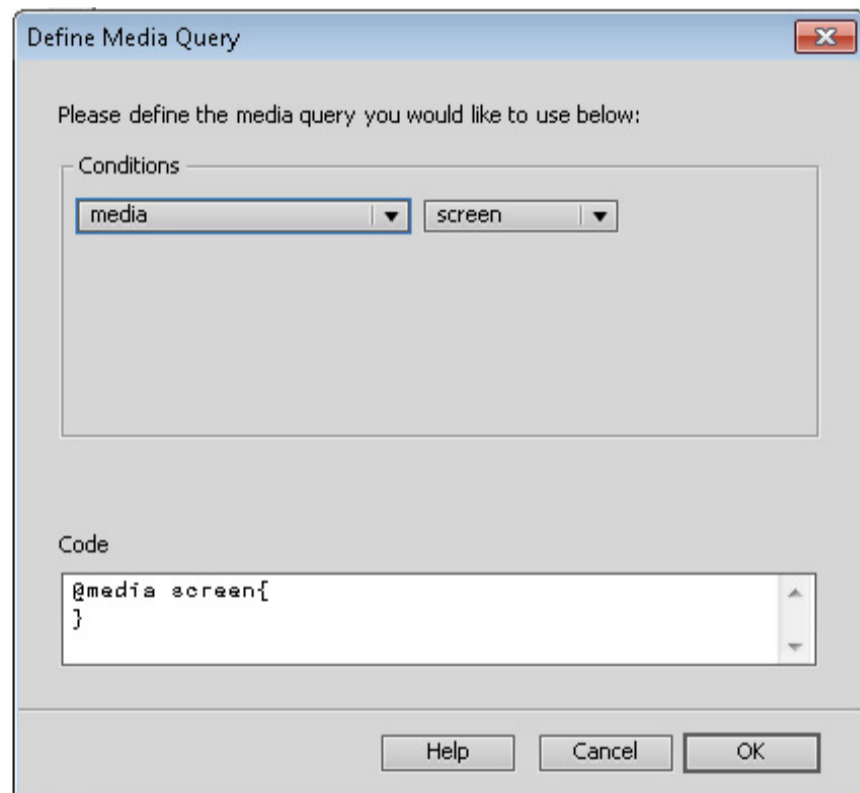 Define Media Query
Please define the media query you would like to use below:
Conditions
media
screen
Code
@media screen{
}
Help
Cancel
OK